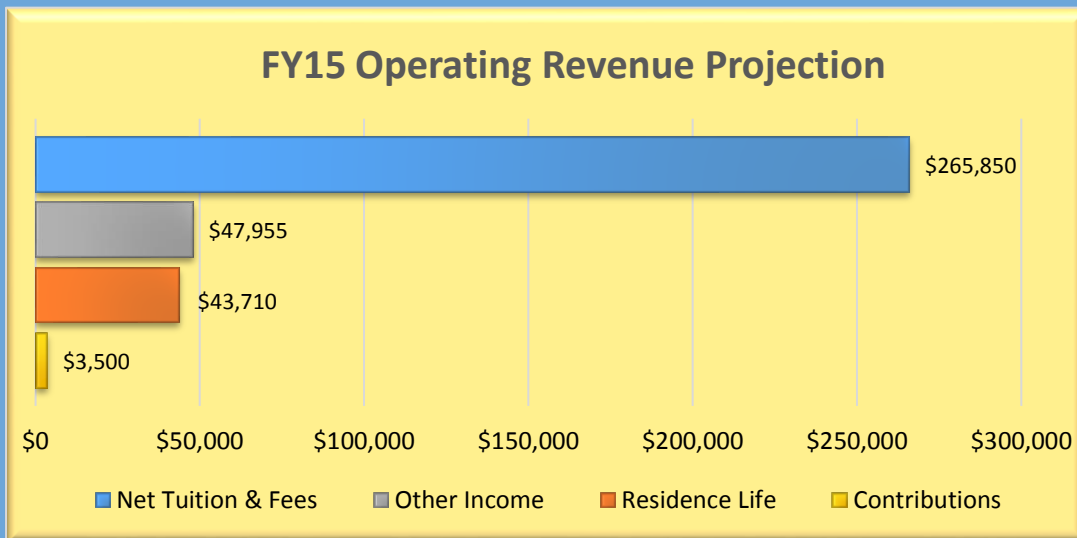 FY15 Operating Revenue Projection
$265,850
$47,955
$43,710
$3,500
$0 $50,000 $100,000 $150,000 $200,000 $250,000 $300,000
Net Tuition & Fees Other Income Residence Life Contributions